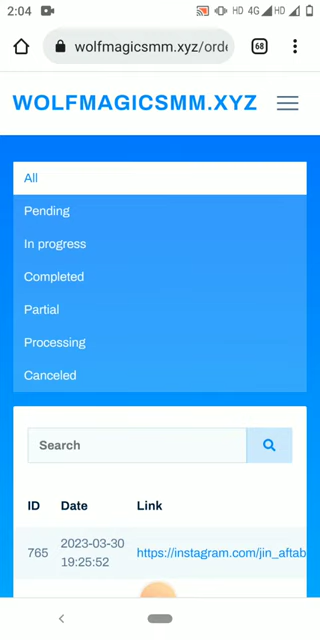 2:04 HD 4G HD
wolfmagicsmm.xyz/orde 68
WOLFMAGICSMM.XYZ
All
Pending
In progress
Completed
Partial
Processing
Canceled
Search
ID Date Link
765 2023-03-30 19:25:52 https://instagram.com/jin_aftab